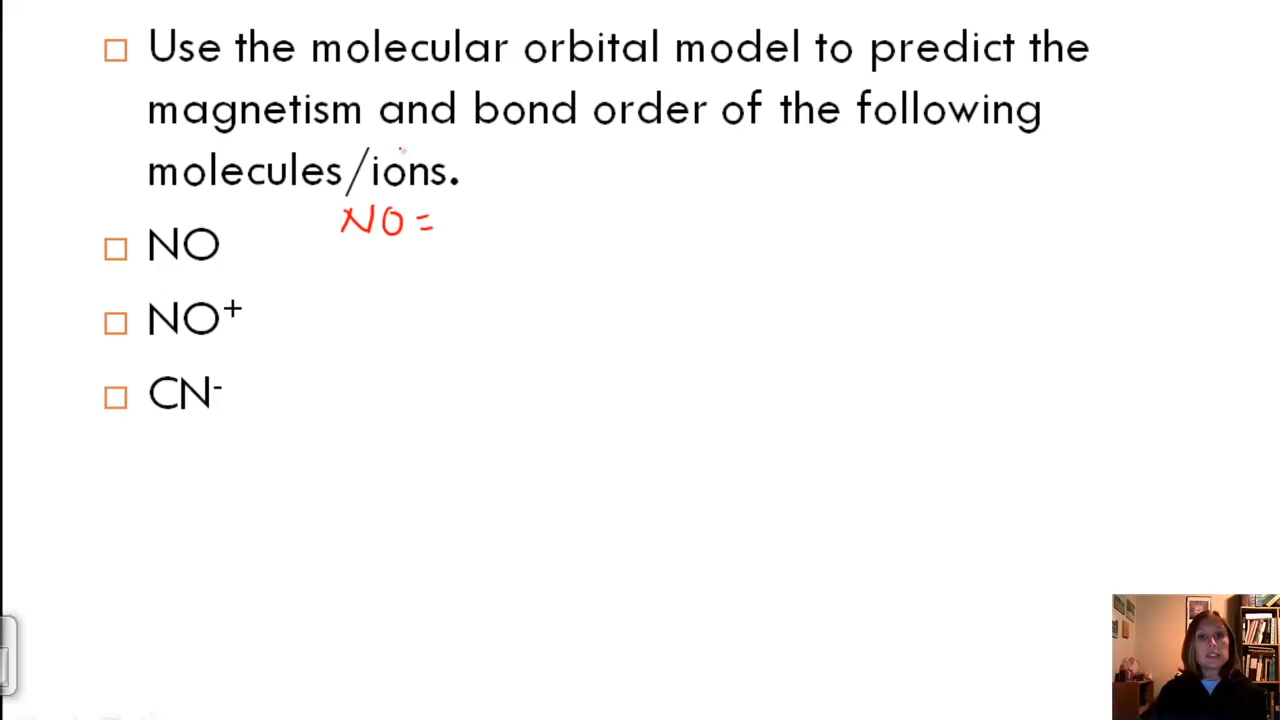 Use the molecular orbital model to predict the
magnetism and bond order of the following
molecules/ions.
NO =
NO
NO⁺
CN⁻